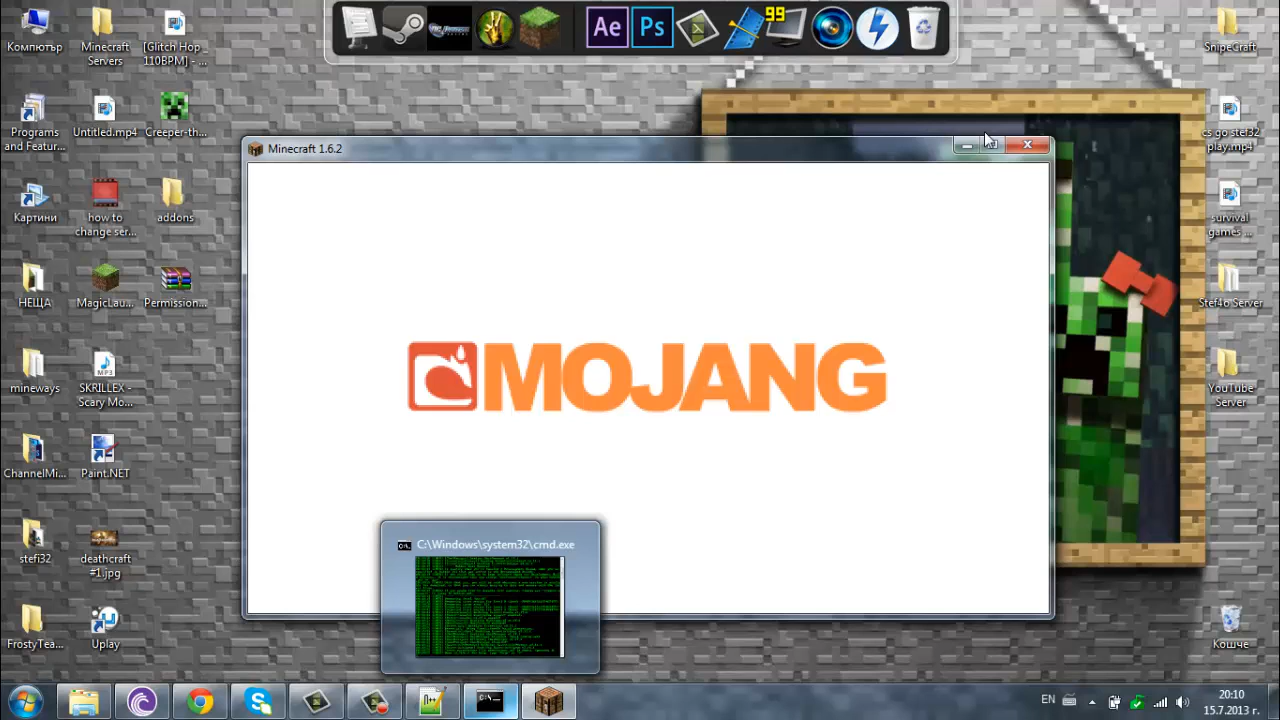 99
Ae
Ps
Компютър
Minecraft
Servers
[Glitch Hop_
110BPM] - ...
SnipeCraft
Programs
and Featur...
Untitled.mp4
Creeper-th...
cs go stef32
play.mp4
Minecraft 1.6.2
Картини
how to
change ser...
addons
survival
games ...
НЕЩА
MagicLau...
Permission...
Stef4o Server
MOJANG
mineways
MP3
SKRILLEX -
Scary Mo...
YouTube
Server
ChannelMi...
Paint.NET
C:\Windows\system32\cmd.exe
stefi32
deathcraft
#1.jpg
FrostyTea...
Uplay
Кошче
EN
20:10
15.7.2013 г.